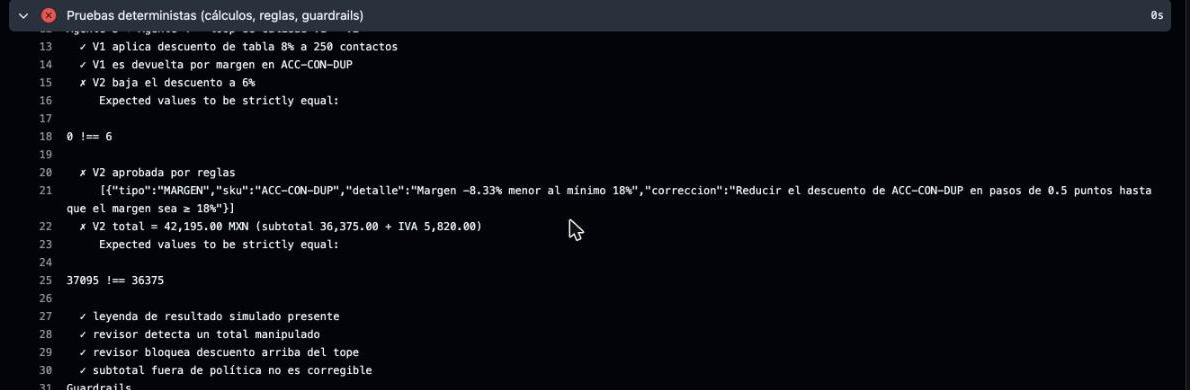 Pruebas deterministas (cálculos, reglas, guardrails) 0s
13 ✓ V1 aplica descuento de tabla 8% a 250 contactos
14 ✓ V1 es devuelta por margen en ACC-CON-DUP
15 ✗ V2 baja el descuento a 6%
16 Expected values to be strictly equal:
17
18 0 !== 6
19
20 ✗ V2 aprobada por reglas
21 [{"tipo":"MARGEN","sku":"ACC-CON-DUP","detalle":"Margen -8.33% menor al mínimo 18%","correccion":"Reducir el descuento de ACC-CON-DUP en pasos de 0.5 puntos hasta
que el margen sea ≥ 18%"}]
22 ✗ V2 total = 42,195.00 MXN (subtotal 36,375.00 + IVA 5,820.00)
23 Expected values to be strictly equal:
24
25 37095 !== 36375
26
27 ✓ leyenda de resultado simulado presente
28 ✓ revisor detecta un total manipulado
29 ✓ revisor bloquea descuento arriba del tope
30 ✓ subtotal fuera de política no es corregible
31 Guardrails